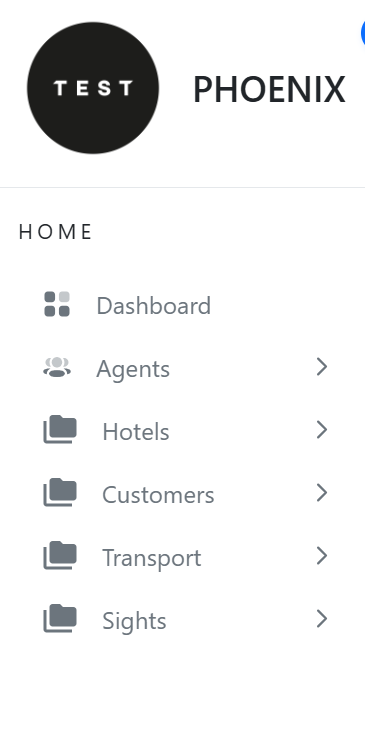 TEST
PHOENIX
HOME
Dashboard
Agents
Hotels
Customers
Transport
Sights